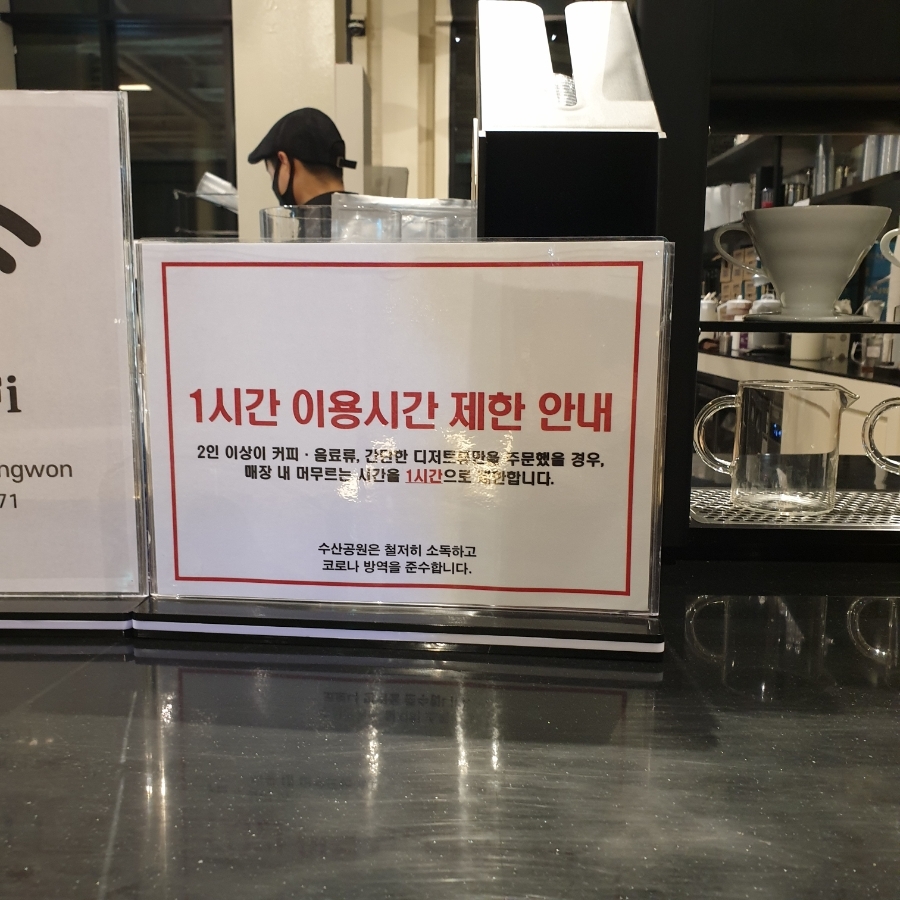 i
ngwon
71
1시간 이용시간 제한 안내
2인 이상이 커피 · 음료류, 간단한 디저트류만을 주문했을 경우,
매장 내 머무르는 시간을 1시간으로 제한합니다.
수산공원은 철저히 소독하고
코로나 방역을 준수합니다.